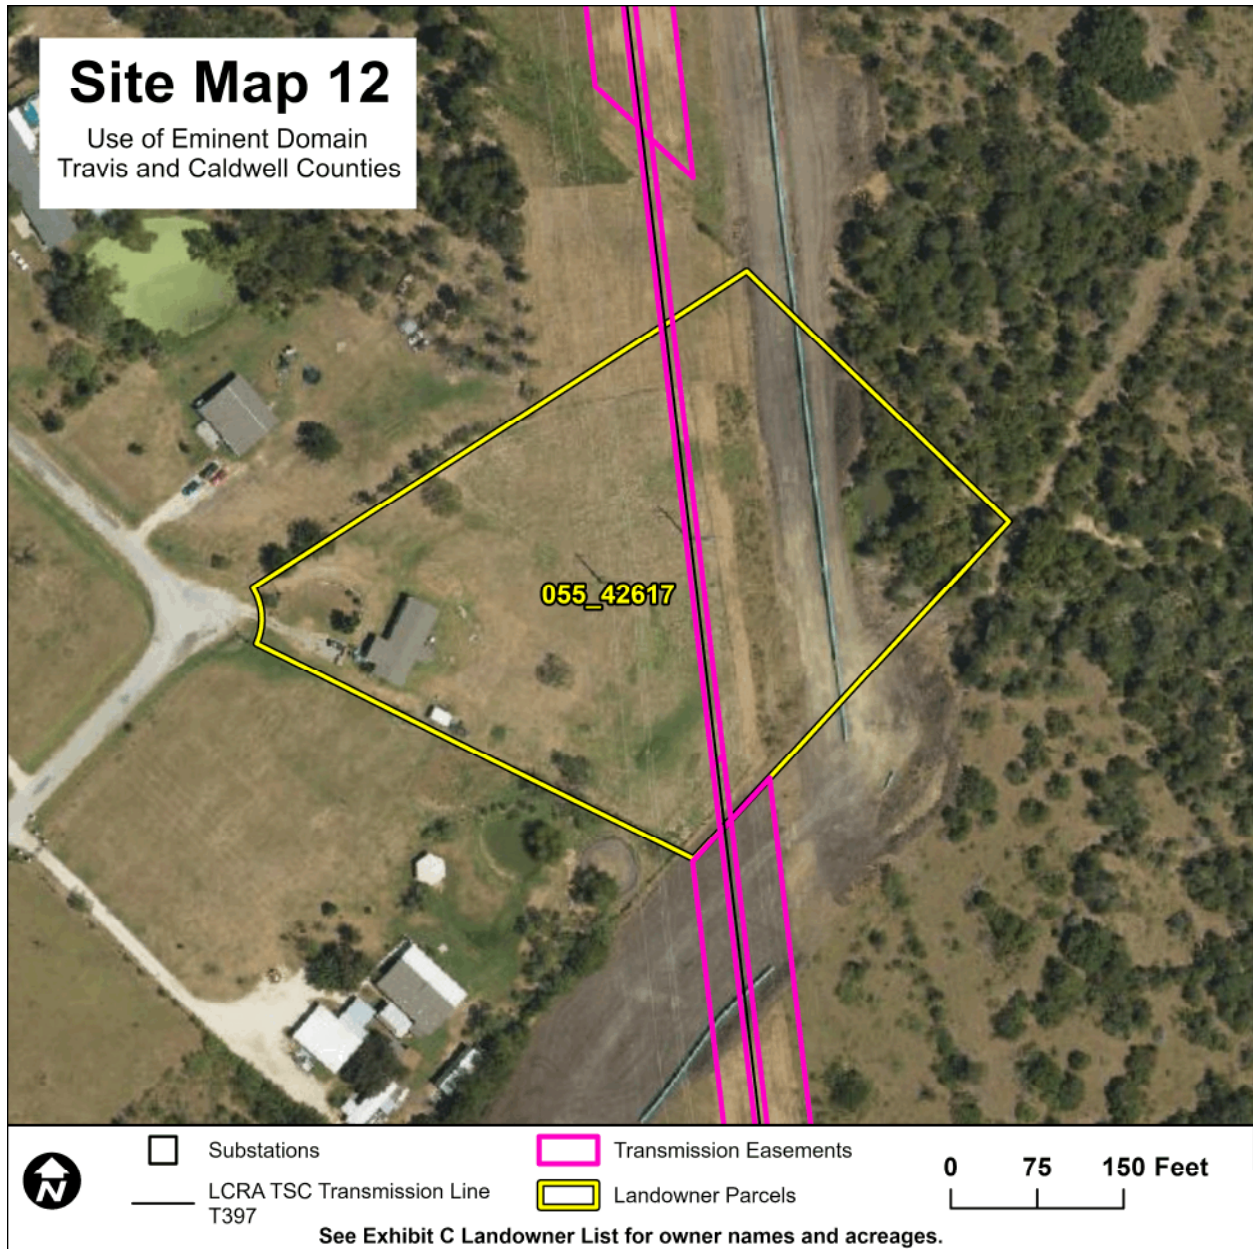 Site Map 12
Use of Eminent Domain
Travis and Caldwell Counties
055_42617
N
Substations
LCRA TSC Transmission Line
T397
Transmission Easements
Landowner Parcels
0 75 150 Feet
See Exhibit C Landowner List for owner names and acreages.